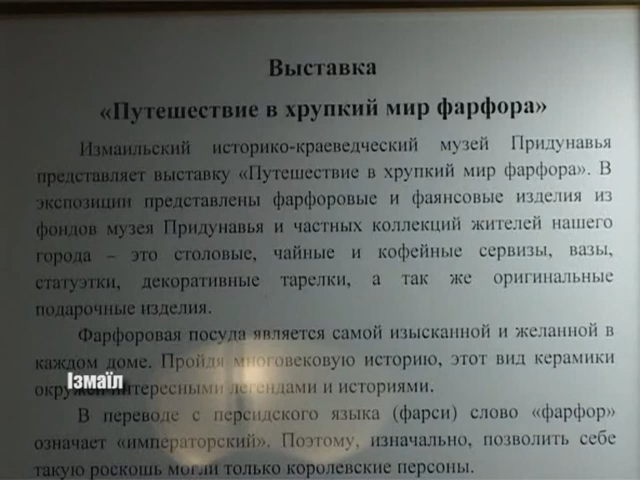 Выставка
«Путешествие в хрупкий мир фарфора»
Измаильский историко-краеведческий музей Придунавья
представляет выставку «Путешествие в хрупкий мир фарфора». В
экспозиции представлены фарфоровые и фаянсовые изделия из
фондов музея Придунавья и частных коллекций жителей нашего
города – это столовые, чайные и кофейные сервизы, вазы,
статуэтки, декоративные тарелки, а так же оригинальные
подарочные изделия.
Фарфоровая посуда является самой изысканной и желанной в
каждом доме. Пройдя многовековую историю, этот вид керамики
окружён интересными легендами и историями.
Ізмаїл
В переводе с персидского языка (фарси) слово «фарфор»
означает «императорский». Поэтому, изначально, позволить себе
такую роскошь могли только королевские персоны.